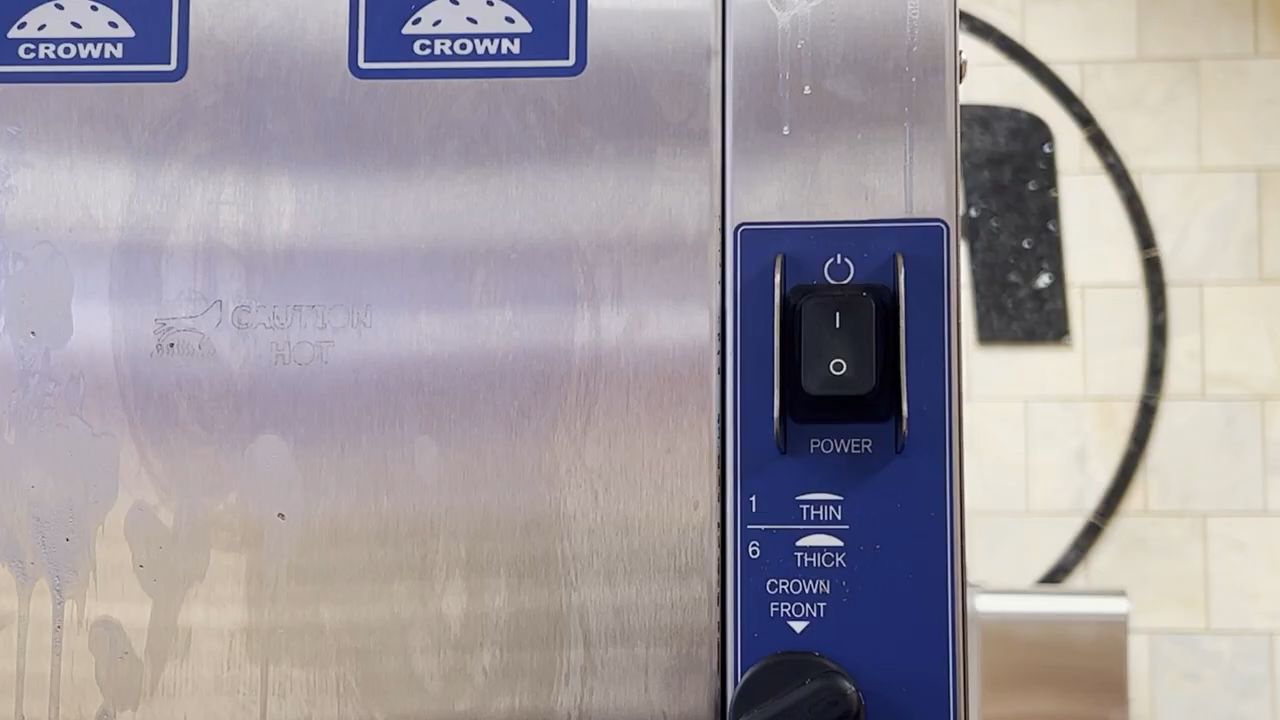 CROWN
CROWN
CAUTION
HOT
I
O
POWER
1 THIN
6 THICK
CROWN
FRONT